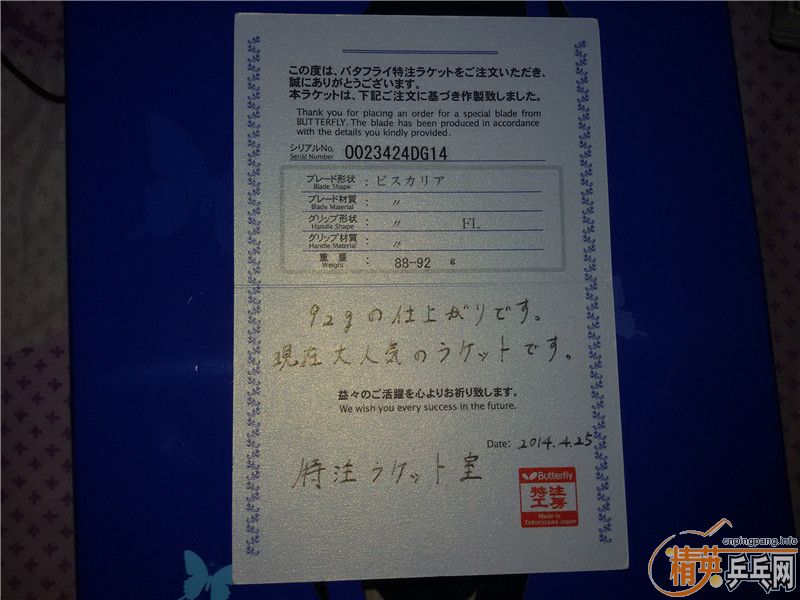 この度は、バタフライ特注ラケットをご注文いただき、
誠にありがとうございます。
本ラケットは、下記ご注文に基づき作製致しました。
Thank you for placing an order for a special blade from
BUTTERFLY. The blade has been produced in accordance
with the details you kindly provided.
シリアルNo.
Serial Number
0023424DG14
ブレード形状
Blade Shape
: ビスカリア
ブレード材質
Blade Material
: 〃
グリップ形状
Handle Shape
: 〃 FL
グリップ材質
Handle Material
: 〃
重量
Weight
: 88-92 g
92gの仕上がりです。
現在大人気のラケットです。
益々のご活躍を心よりお祈り致します。
We wish you every success in the future.
Date: 2014.4.25
特注ラケット室
Butterfly
特注
工房
Made in
Tokorozawa Japan
cnpingpang.info
精英乒乓网